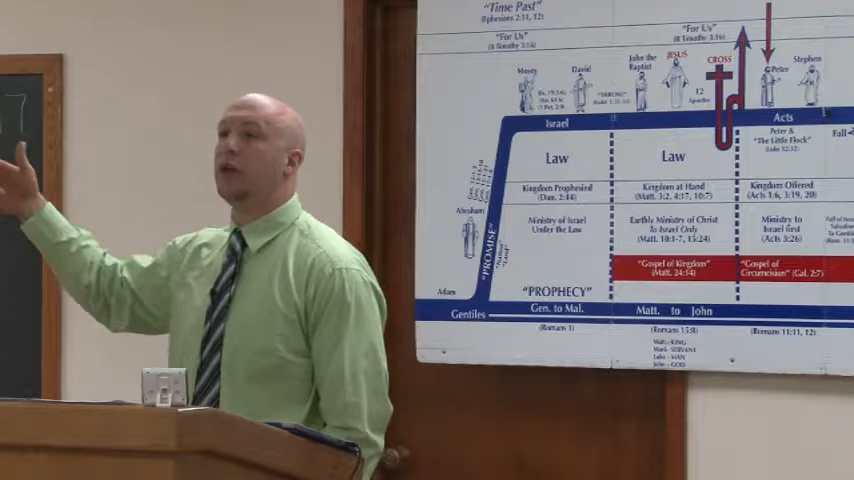 "Time Past"
(Ephesians 2:11, 12)
"For Us"
(II Timothy 3:16)
"For Us"
(II Timothy 3:16)
Moses
David
"THRONE"
John the
Baptist
JESUS
12
Apostles
CROSS
Peter
Stephen
Israel
Acts
Law
Law
Peter &
"The Little Flock"
(Luke 12:32)
Fall
Kingdom Prophesied
(Dan. 2:44)
Kingdom at Hand
(Matt. 3:2, 4:17, 10:7)
Kingdom Offered
(Acts 1:6, 3:19, 20)
Abraham
"PROMISE"
Ministry of Israel
Under the Law
Earthly Ministry of Christ
To Israel Only
(Matt. 10:1-7, 15:24)
Ministry to
Israel first
(Acts 3:26)
"Gospel of Kingdom"
(Matt. 24:14)
"Gospel of
Circumcision" (Gal. 2:7)
"PROPHECY"
Adam
Gentiles
Gen. to Mal.
Matt. to John
(Romans 1)
(Romans 15:8)
(Romans 11:11, 12)
Matt.- KING
Mark- SERVANT
Luke - MAN
John - GOD